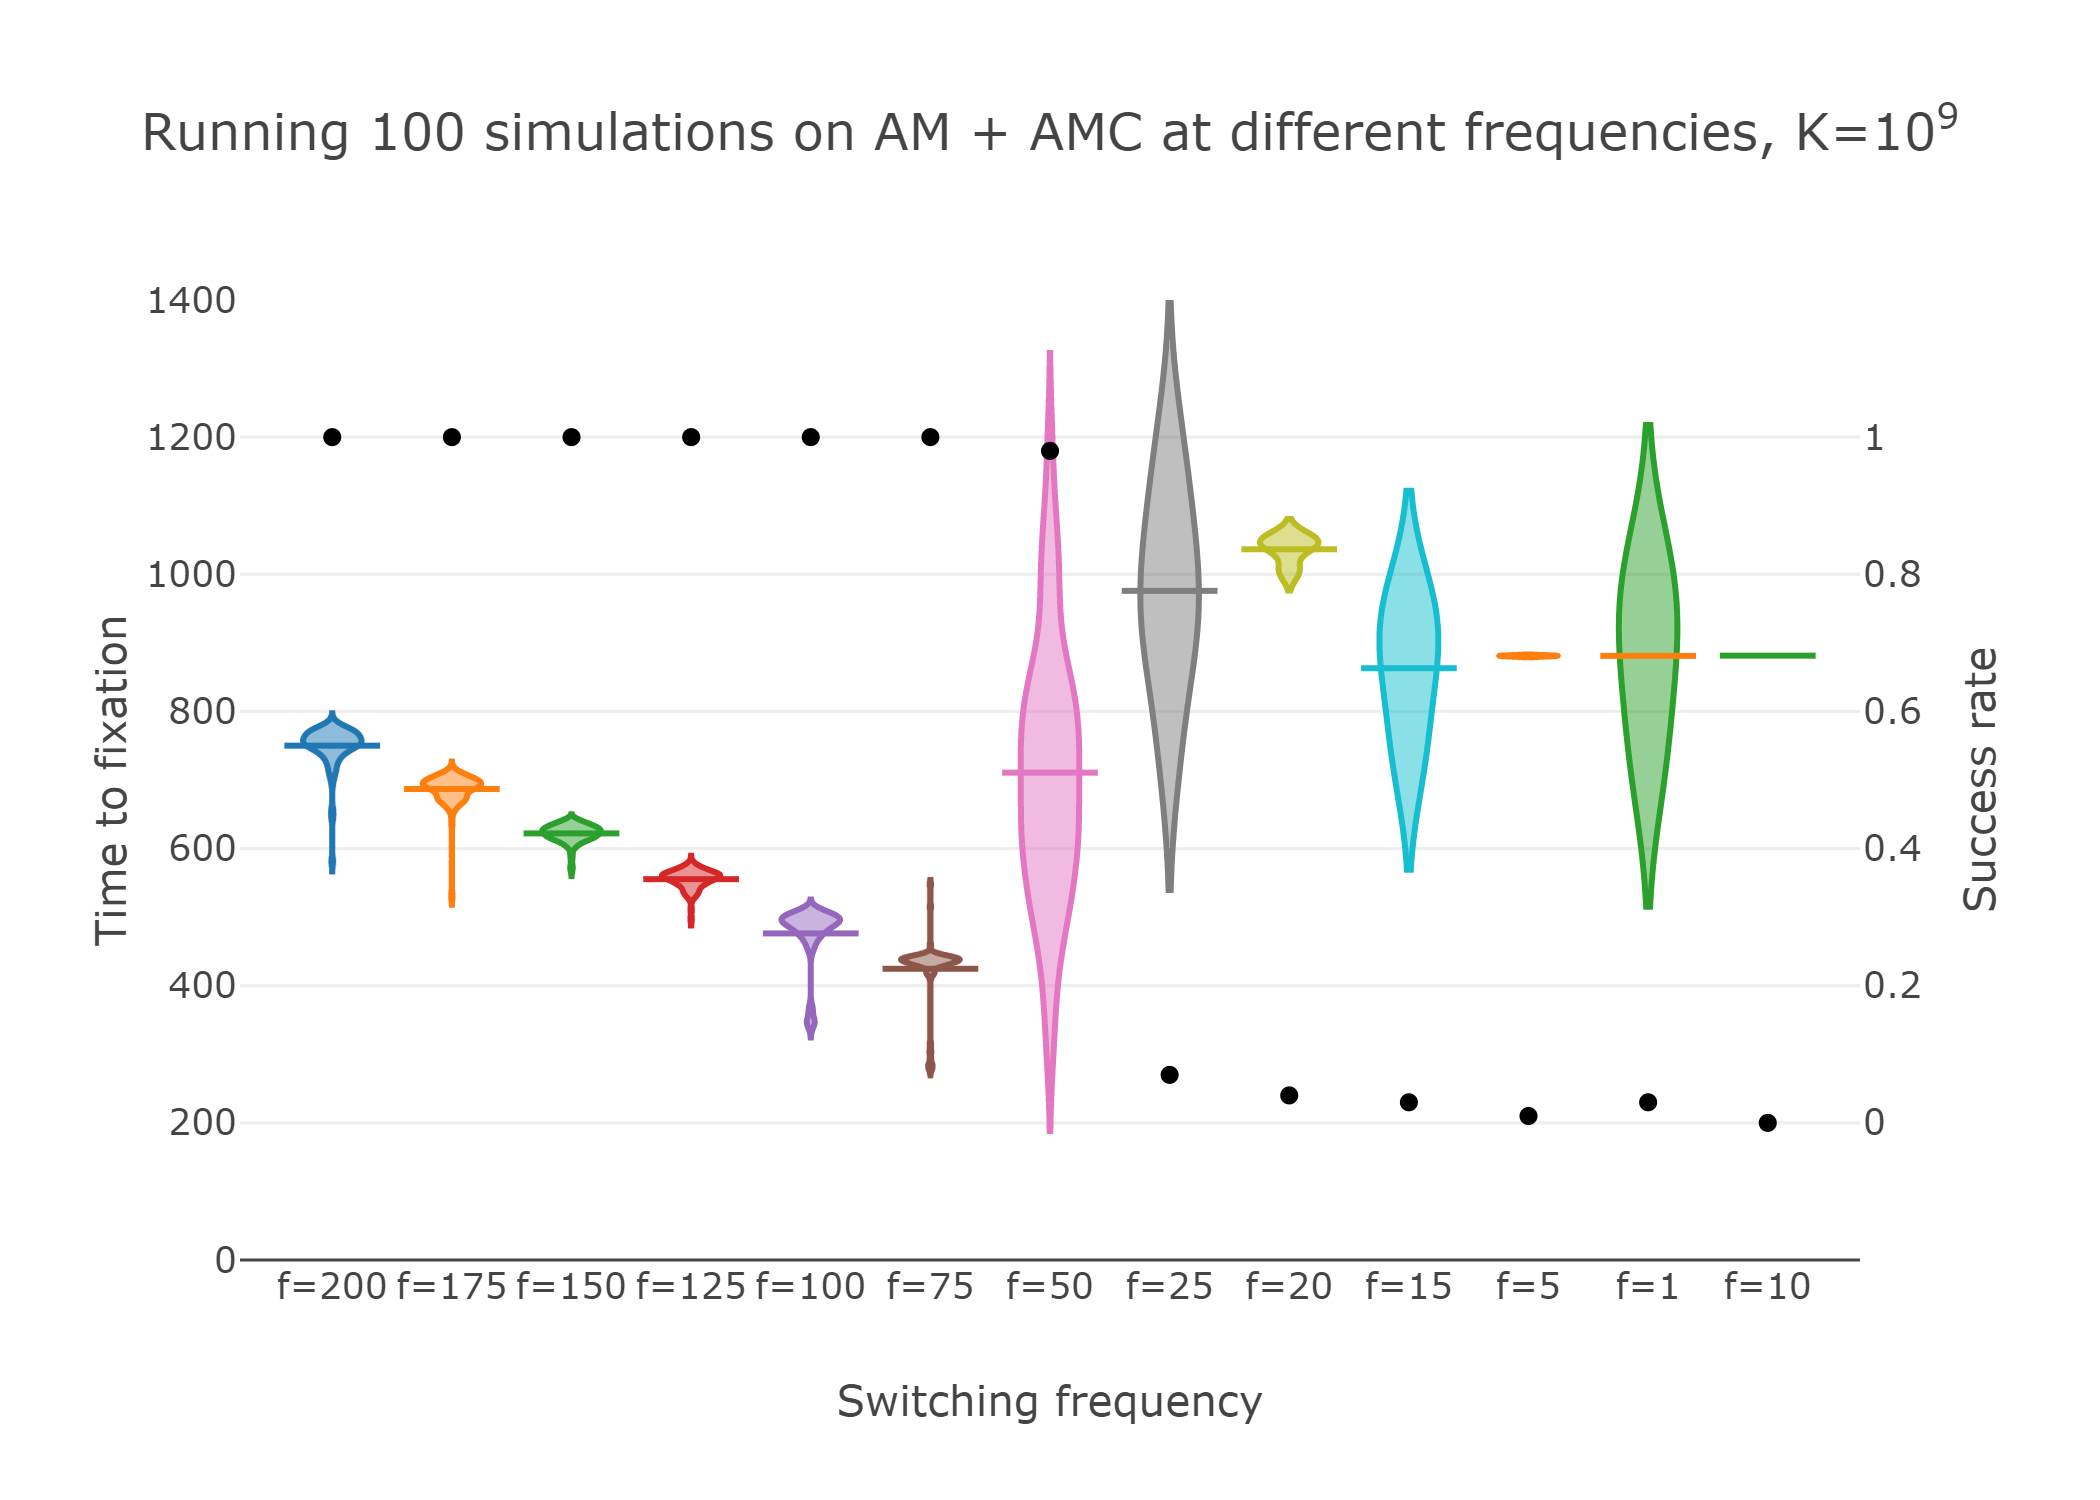 Running 100 simulations on AM + AMC at different frequencies, K=10⁹
1400
1200
1000
800
600
400
200
0
Time to fixation
1
0.8
0.6
0.4
0.2
0
Success rate
f=200 f=175 f=150 f=125 f=100 f=75 f=50 f=25 f=20 f=15 f=5 f=1 f=10
Switching frequency